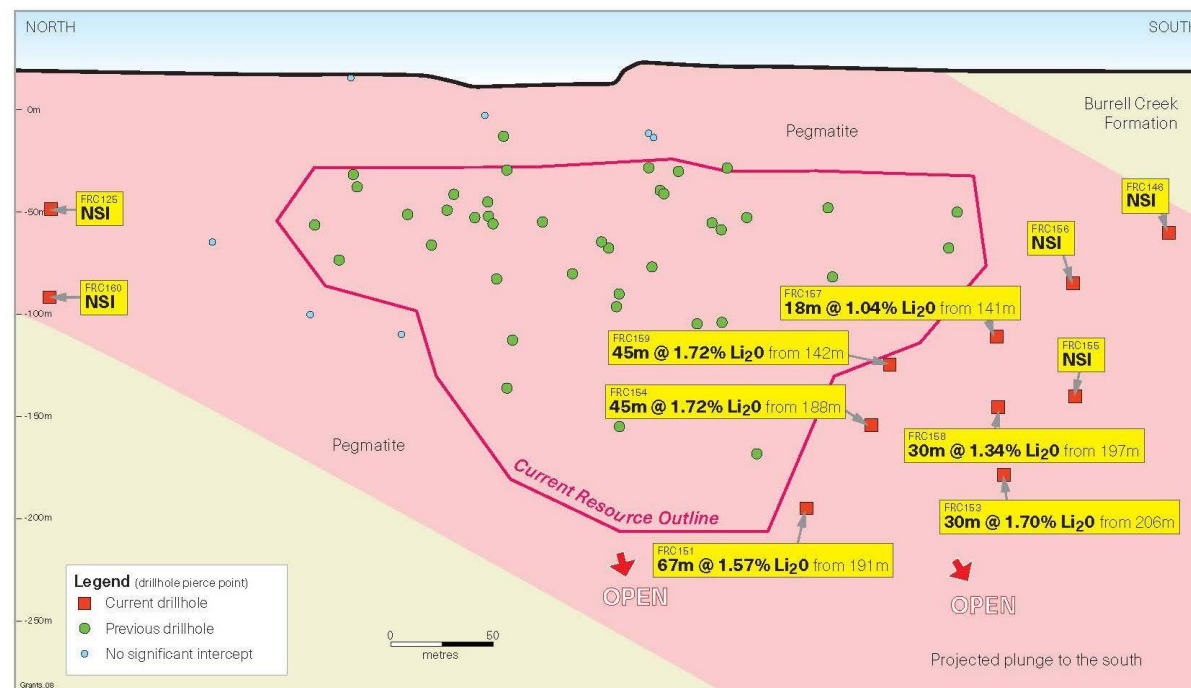 NORTH
SOUTH
Burrell Creek
Formation
Pegmatite
0m
-50m
-100m
-150m
-200m
-250m
FRC125
NSI
FRC160
NSI
FRC146
NSI
FRC156
NSI
FRC157
18m @ 1.04% Li20 from 141m
FRC159
45m @ 1.72% Li20 from 142m
FRC155
NSI
FRC154
45m @ 1.72% Li20 from 188m
Pegmatite
FRC158
30m @ 1.34% Li20 from 197m
Current Resource Outline
FRC153
30m @ 1.70% Li20 from 206m
FRC151
67m @ 1.57% Li20 from 191m
OPEN
OPEN
Legend (drillhole pierce point)
Current drillhole
Previous drillhole
No significant intercept
0 50
metres
Projected plunge to the south
Grants_08